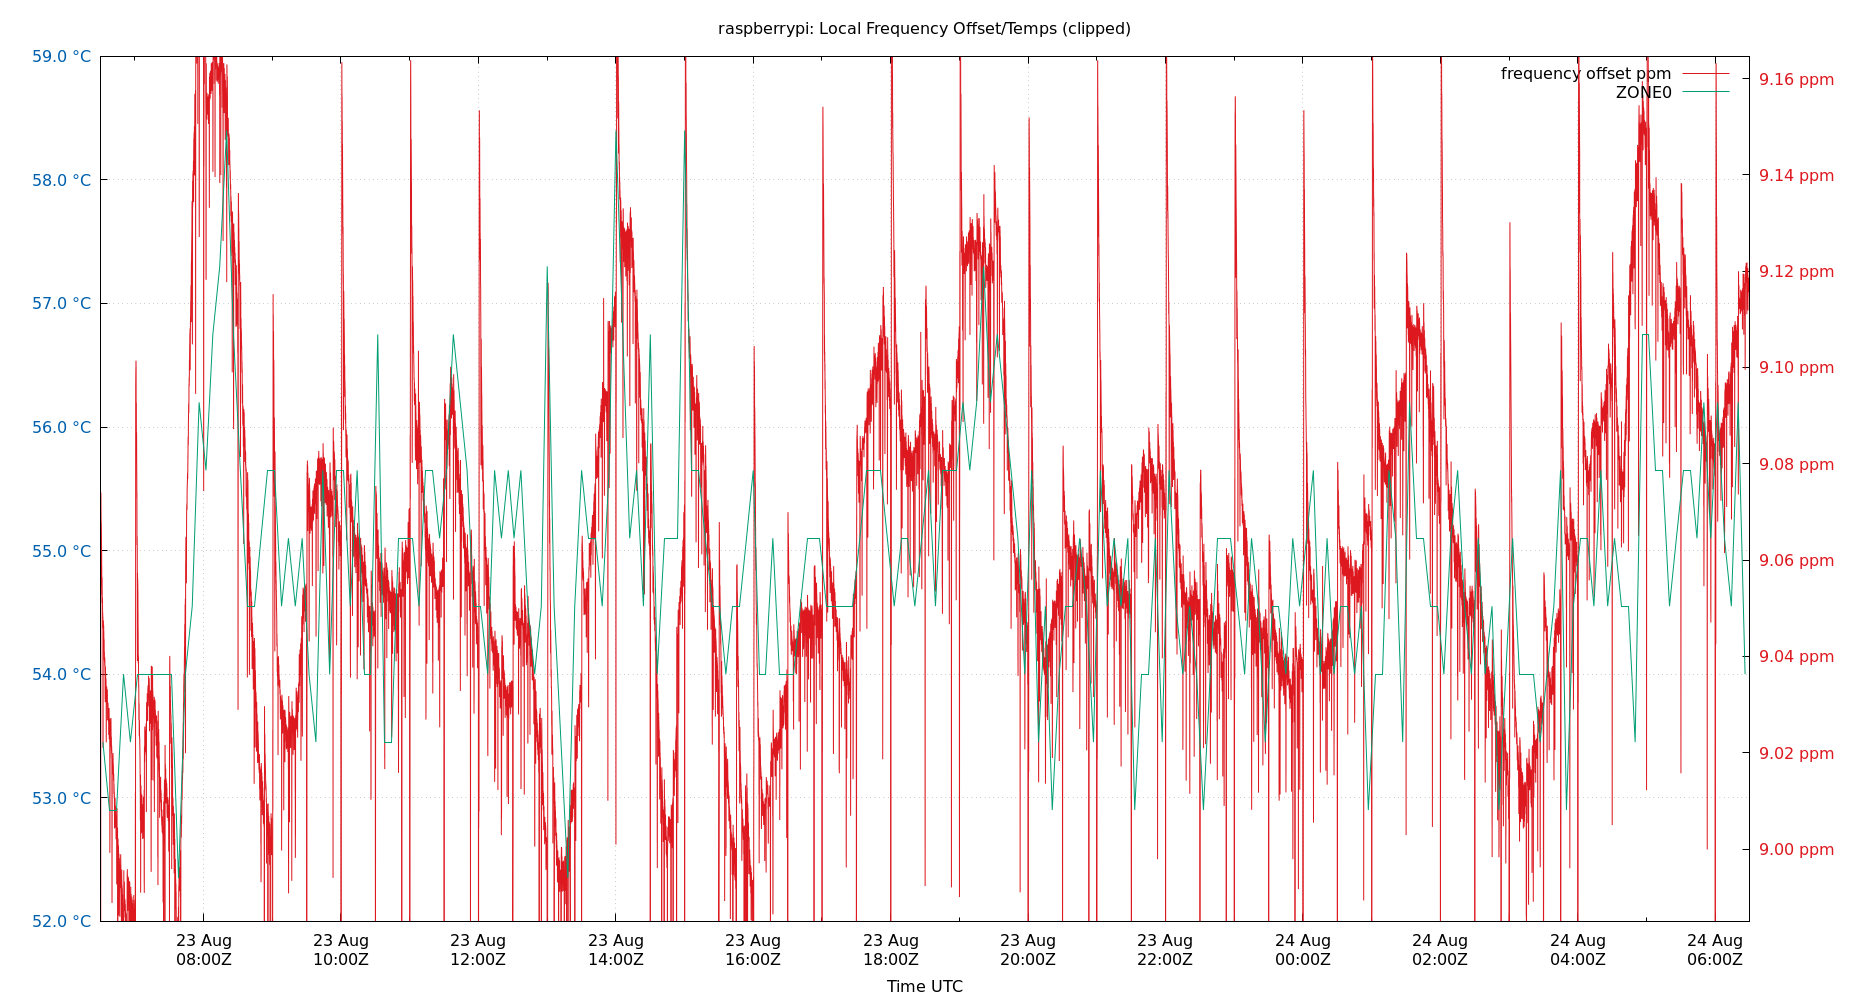 raspberrypi: Local Frequency Offset/Temps (clipped)
frequency offset ppm
ZONE0
59.0 °C
58.0 °C
57.0 °C
56.0 °C
55.0 °C
54.0 °C
53.0 °C
52.0 °C
9.16 ppm
9.14 ppm
9.12 ppm
9.10 ppm
9.08 ppm
9.06 ppm
9.04 ppm
9.02 ppm
9.00 ppm
23 Aug
08:00Z
23 Aug
10:00Z
23 Aug
12:00Z
23 Aug
14:00Z
23 Aug
16:00Z
23 Aug
18:00Z
23 Aug
20:00Z
23 Aug
22:00Z
24 Aug
00:00Z
24 Aug
02:00Z
24 Aug
04:00Z
24 Aug
06:00Z
Time UTC